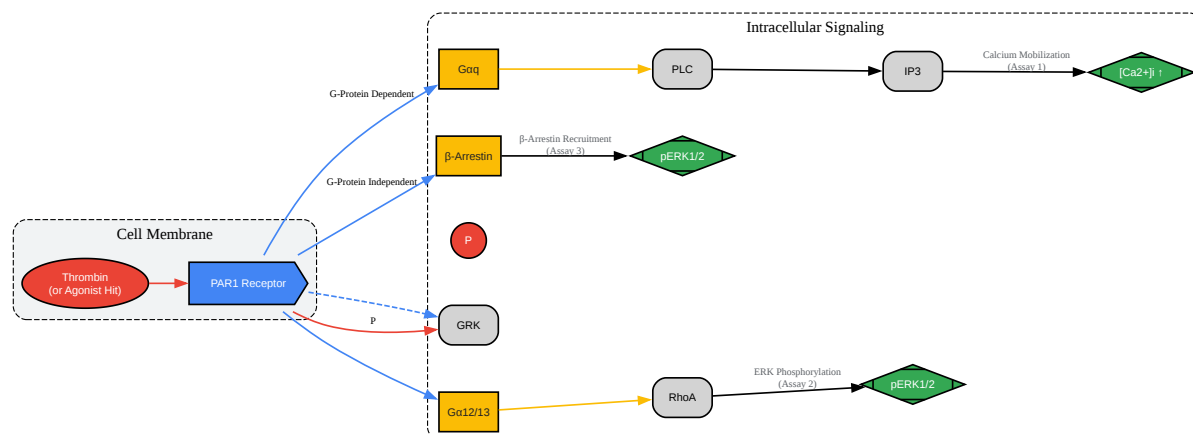 Intracellular Signaling
Gαq
PLC
IP3
Calcium Mobilization
(Assay 1)
[Ca2+]i ↑
G-Protein Dependent
β-Arrestin
β-Arrestin Recruitment
(Assay 3)
pERK1/2
G-Protein Independent
Cell Membrane
P
Thrombin
(or Agonist Hit)
PAR1 Receptor
P
GRK
ERK Phosphorylation
(Assay 2)
pERK1/2
RhoA
Gα12/13